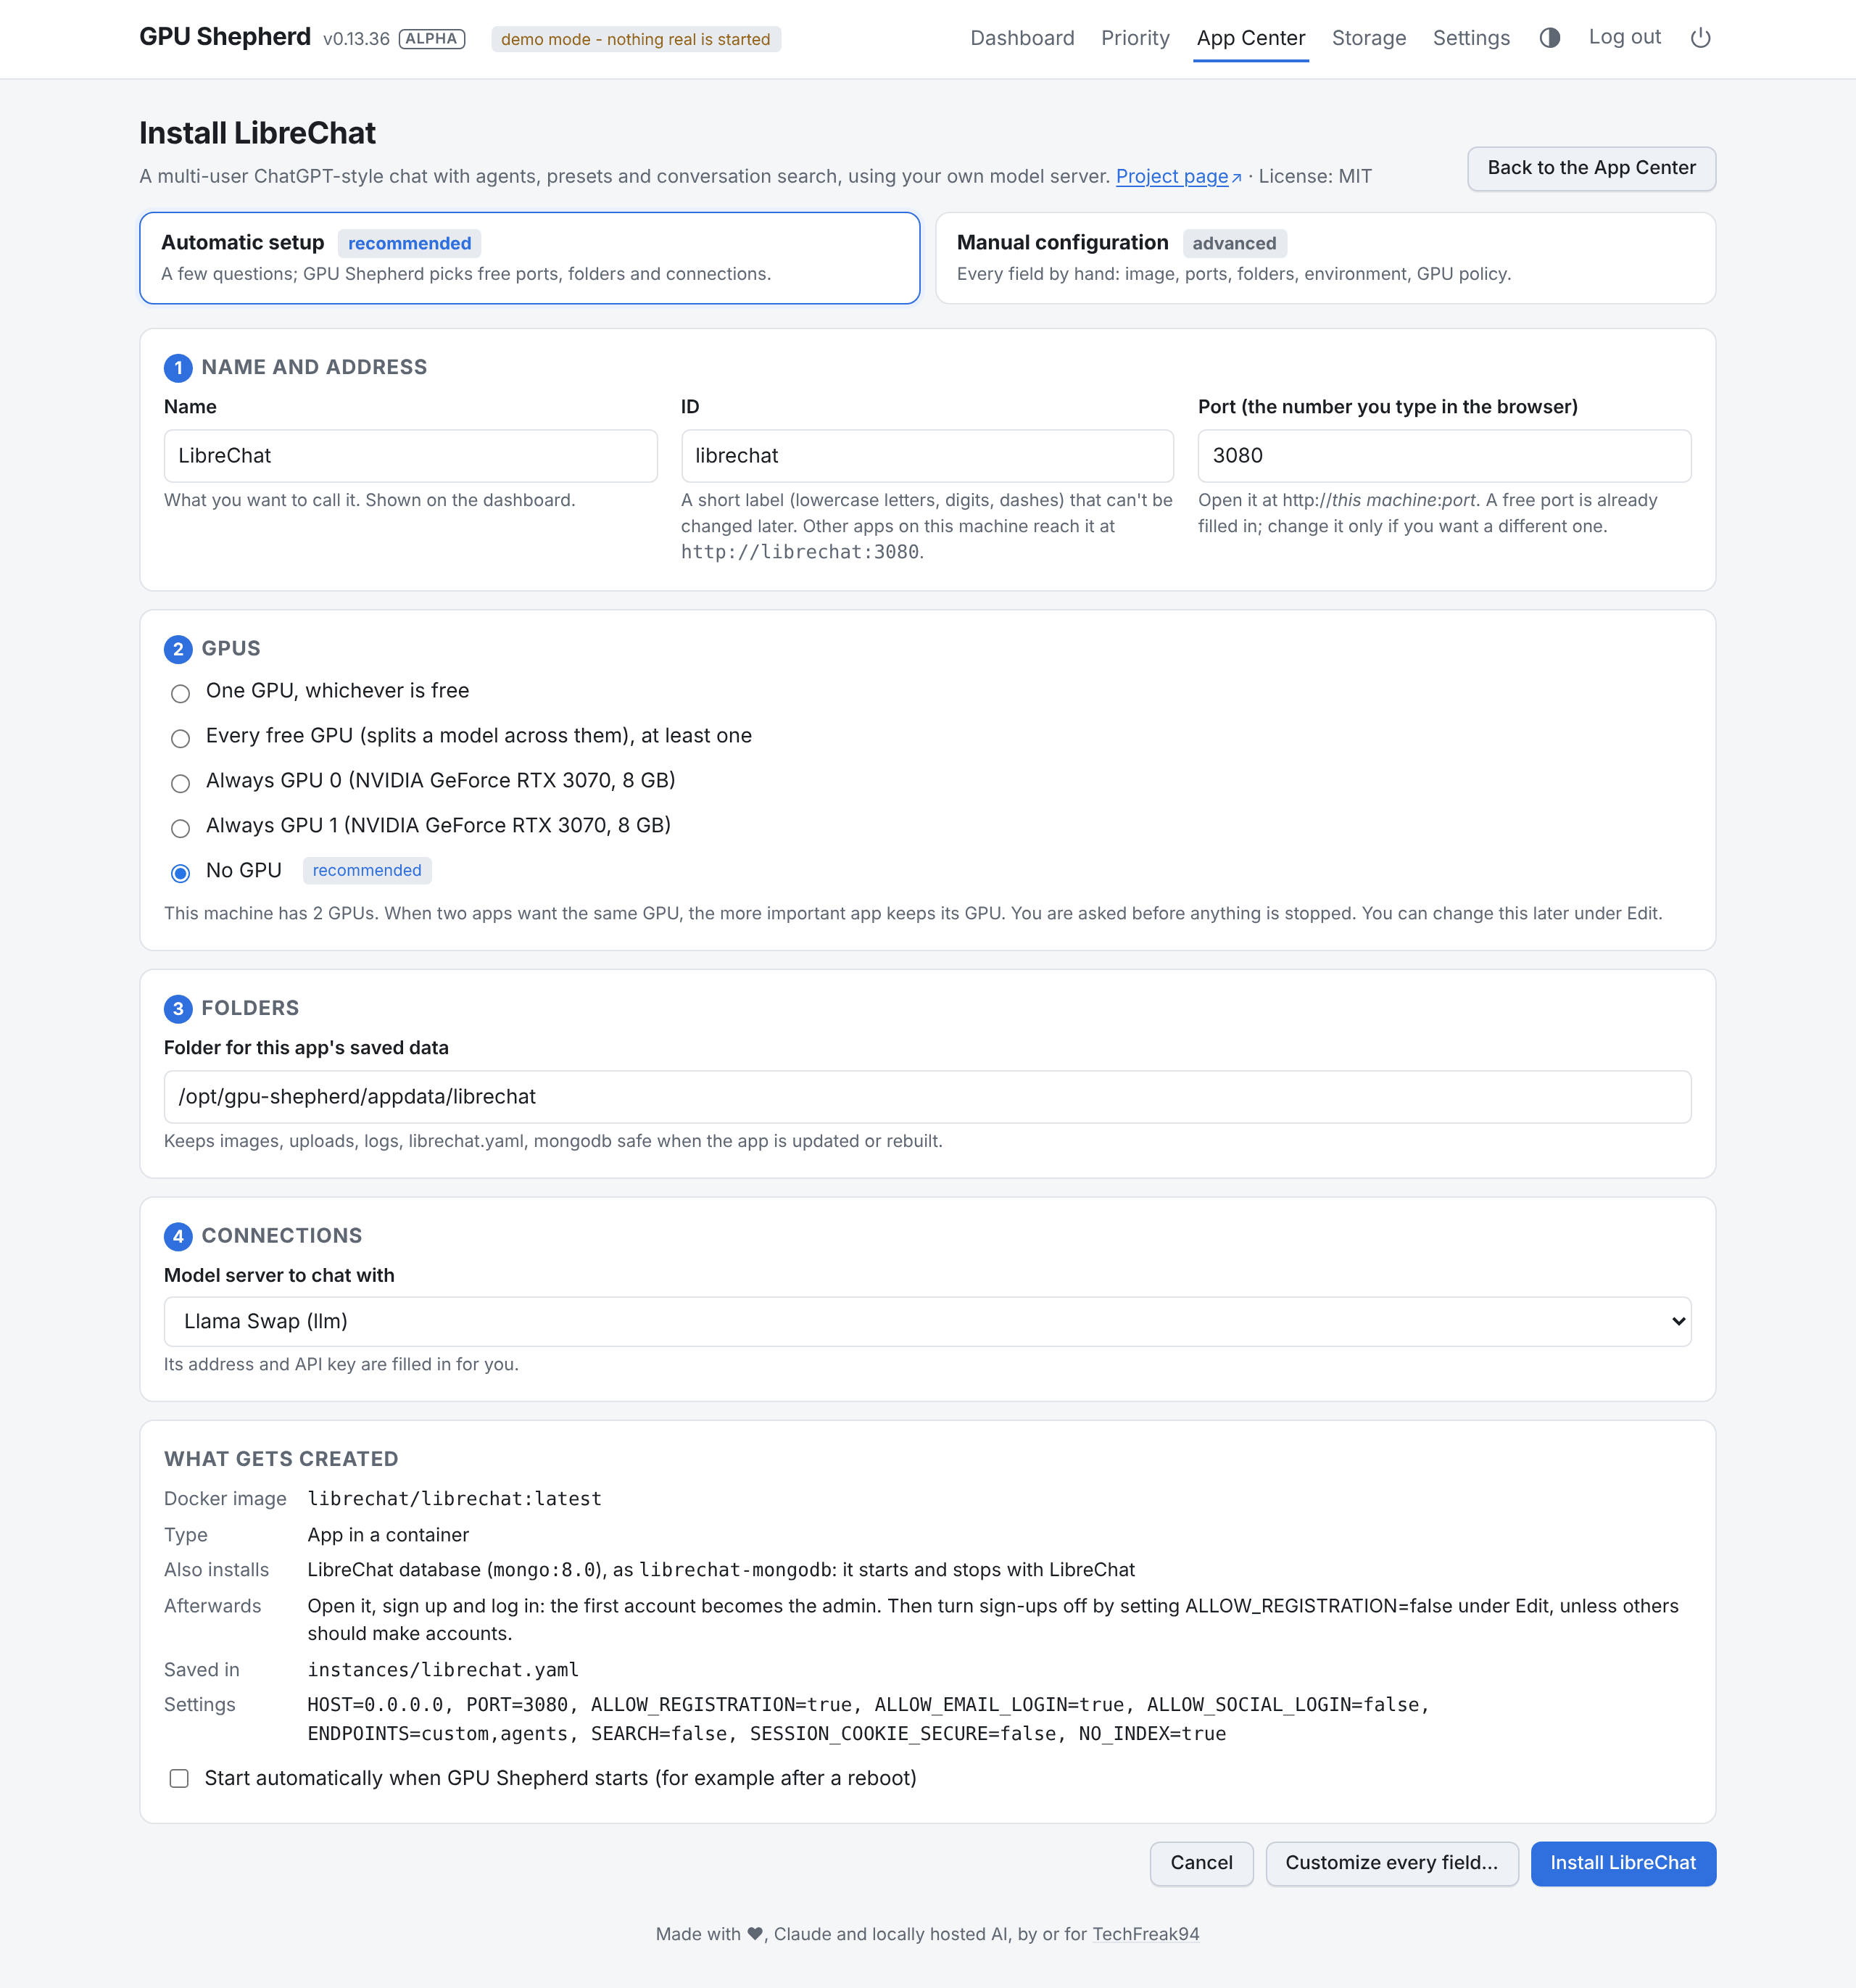 GPU Shepherd v0.13.36 ALPHA demo mode - nothing real is started Dashboard Priority App Center Storage Settings Log out
Install LibreChat
A multi-user ChatGPT-style chat with agents, presets and conversation search, using your own model server. Project page↗ · License: MIT
Back to the App Center
Automatic setup recommended
A few questions; GPU Shepherd picks free ports, folders and connections.
Manual configuration advanced
Every field by hand: image, ports, folders, environment, GPU policy.
1 NAME AND ADDRESS
Name
LibreChat
What you want to call it. Shown on the dashboard.
ID
librechat
A short label (lowercase letters, digits, dashes) that can't be
changed later. Other apps on this machine reach it at
http://librechat:3080.
Port (the number you type in the browser)
3080
Open it at http://this machine:port. A free port is already
filled in; change it only if you want a different one.
2 GPUS
One GPU, whichever is free
Every free GPU (splits a model across them), at least one
Always GPU 0 (NVIDIA GeForce RTX 3070, 8 GB)
Always GPU 1 (NVIDIA GeForce RTX 3070, 8 GB)
No GPU recommended
This machine has 2 GPUs. When two apps want the same GPU, the more important app keeps its GPU. You are asked before anything is stopped. You can change this later under Edit.
3 FOLDERS
Folder for this app's saved data
/opt/gpu-shepherd/appdata/librechat
Keeps images, uploads, logs, librechat.yaml, mongodb safe when the app is updated or rebuilt.
4 CONNECTIONS
Model server to chat with
Llama Swap (llm)
Its address and API key are filled in for you.
WHAT GETS CREATED
Docker image librechat/librechat:latest
Type App in a container
Also installs LibreChat database (mongo:8.0), as librechat-mongodb: it starts and stops with LibreChat
Afterwards Open it, sign up and log in: the first account becomes the admin. Then turn sign-ups off by setting ALLOW_REGISTRATION=false under Edit, unless others
should make accounts.
Saved in instances/librechat.yaml
Settings HOST=0.0.0.0, PORT=3080, ALLOW_REGISTRATION=true, ALLOW_EMAIL_LOGIN=true, ALLOW_SOCIAL_LOGIN=false,
ENDPOINTS=custom,agents, SEARCH=false, SESSION_COOKIE_SECURE=false, NO_INDEX=true
Start automatically when GPU Shepherd starts (for example after a reboot)
Cancel Customize every field... Install LibreChat
Made with ♥, Claude and locally hosted AI, by or for TechFreak94